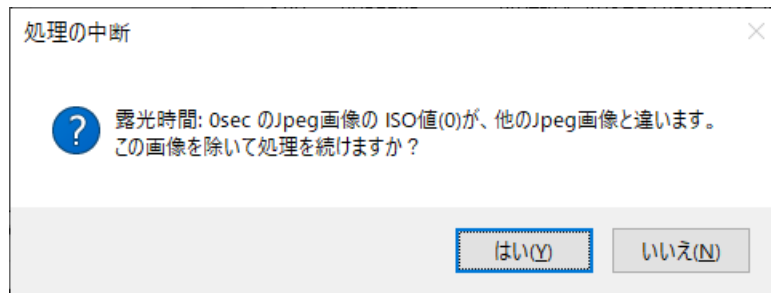 処理の中断
露光時間: 0sec のJpeg画像の ISO値(0)が、他のJpeg画像と違います。
この画像を除いて処理を続けますか？
はい(Y)
いいえ(N)